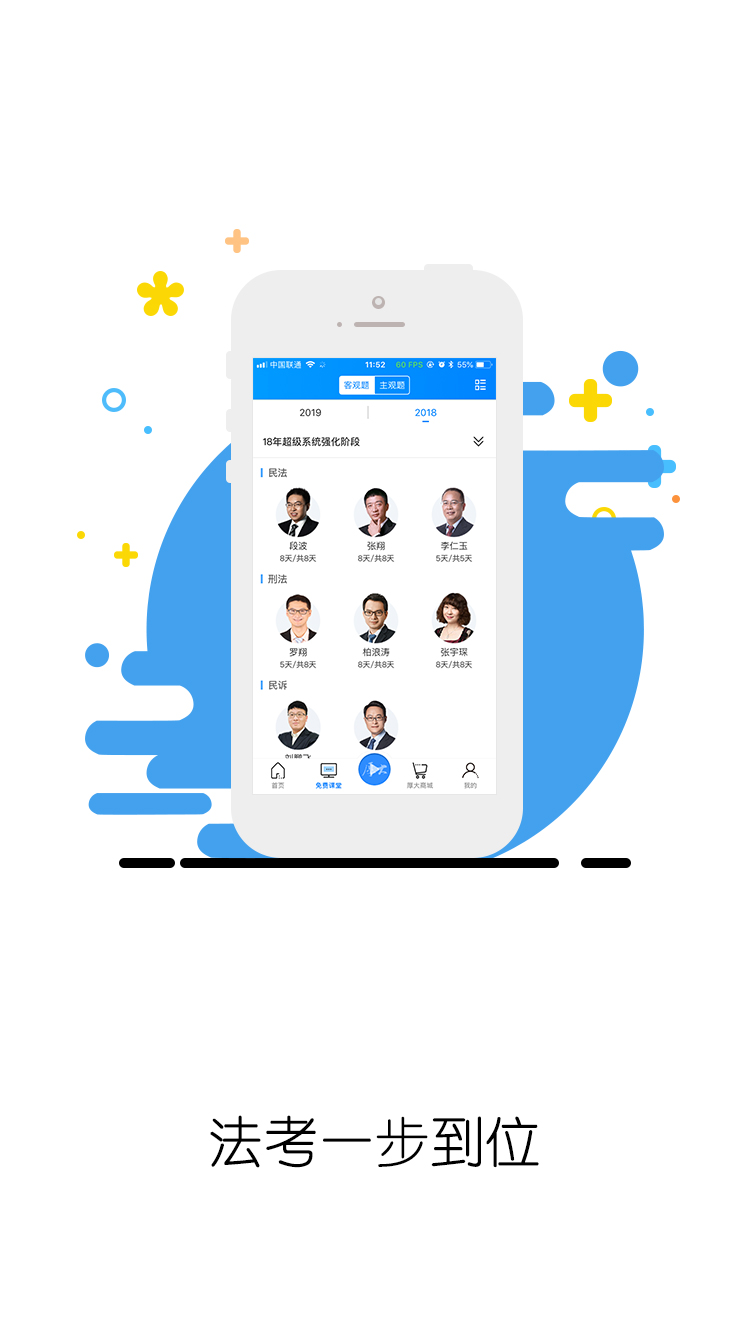 中国联通 11:52 60 FPS 55%
客观题 主观题
2019 2018
18年超级系统强化阶段
民法
段波 张翔 李仁玉
8天/共8天 8天/共8天 5天/共5天
刑法
罗翔 柏浪涛 张宇琛
5天/共8天 8天/共8天 8天/共8天
民诉
首页 免费课堂 厚大商城 我的
法考一步到位